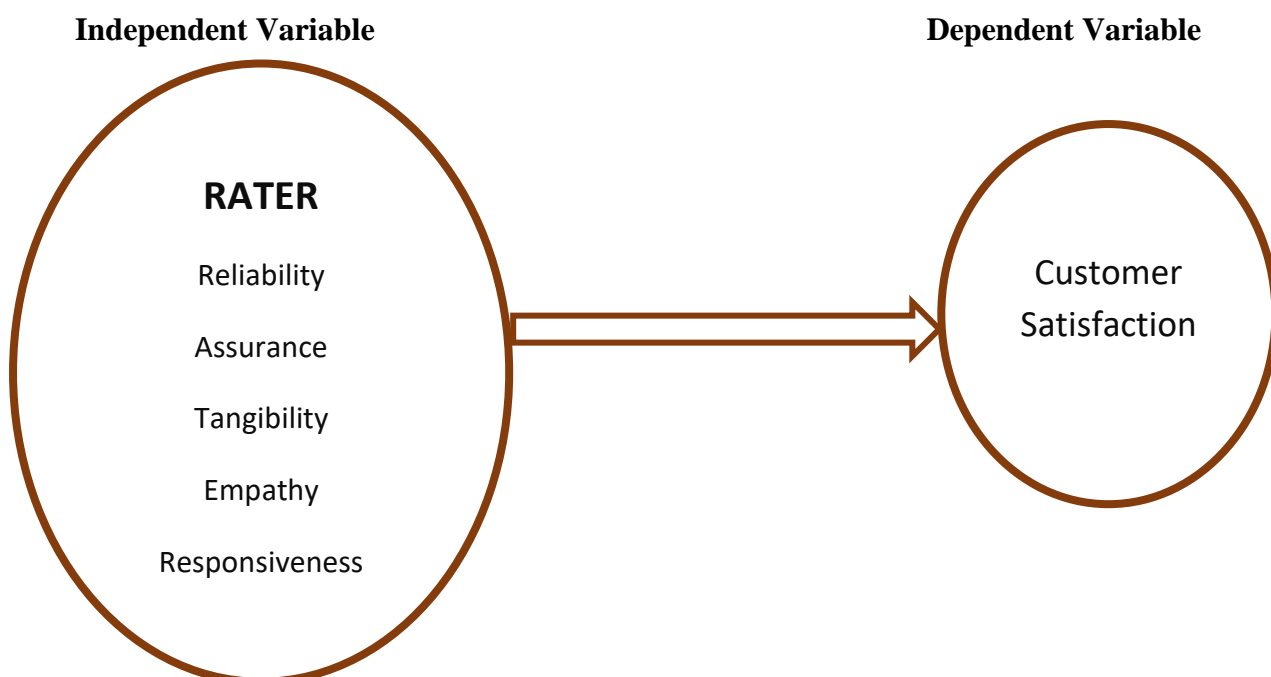 Independent Variable
Dependent Variable
RATER
Reliability
Assurance
Tangibility
Empathy
Responsiveness
Customer
Satisfaction